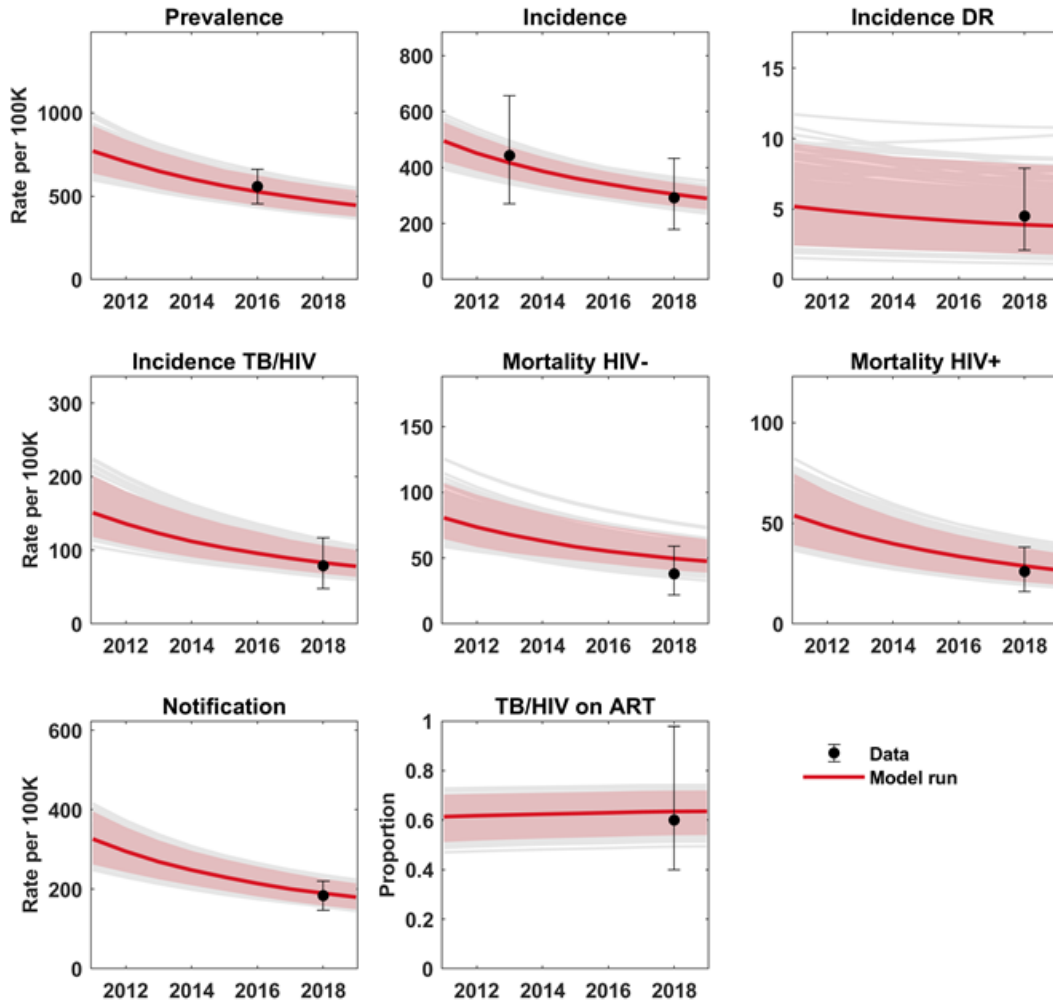 Prevalence
Rate per 100K
1000
500
0
2012 2014 2016 2018
Incidence
800
600
400
200
0
2012 2014 2016 2018
Incidence DR
15
10
5
0
2012 2014 2016 2018
Incidence TB/HIV
Rate per 100K
300
200
100
0
2012 2014 2016 2018
Mortality HIV-
150
100
50
0
2012 2014 2016 2018
Mortality HIV+
100
50
0
2012 2014 2016 2018
Notification
Rate per 100K
600
400
200
0
2012 2014 2016 2018
TB/HIV on ART
Proportion
1
0.8
0.6
0.4
0.2
0
2012 2014 2016 2018
Data
Model run